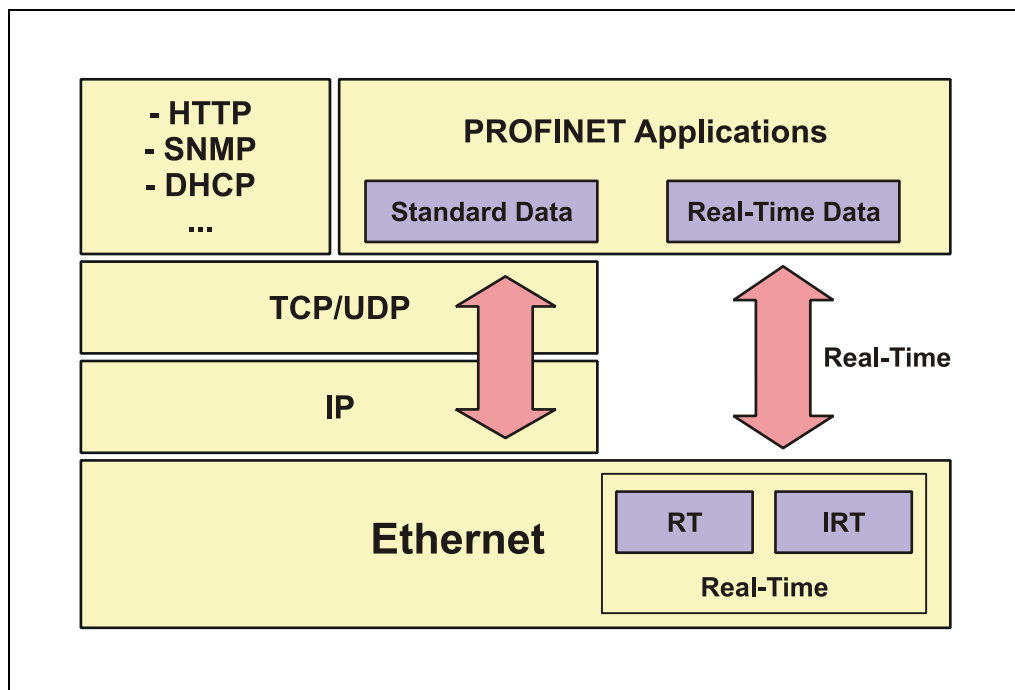 - HTTP
- SNMP
- DHCP
...
PROFINET Applications
Standard Data
Real-Time Data
TCP/UDP
Real-Time
IP
Ethernet
RT
IRT
Real-Time